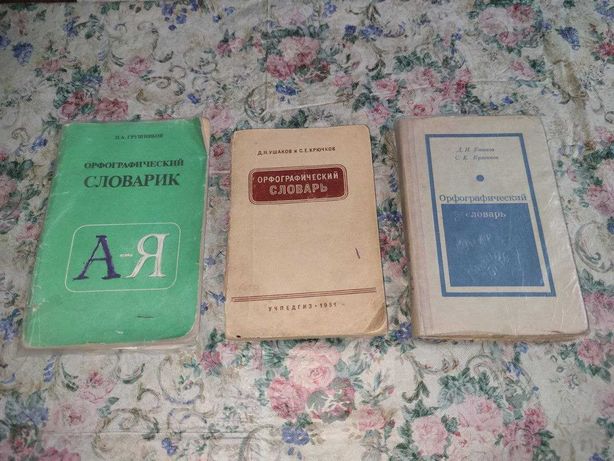 П.А. ГРУШНИКОВ
ОРФОГРАФИЧЕСКИЙ
СЛОВАРИК
А-Я
Д.Н.УШАКОВ и С.Е.КРЮЧКОВ
ОРФОГРАФИЧЕСКИЙ
СЛОВАРЬ
УЧПЕДГИЗ • 1951
Д. Н. Ушаков
С. Е. Крючков
Орфографический
словарь